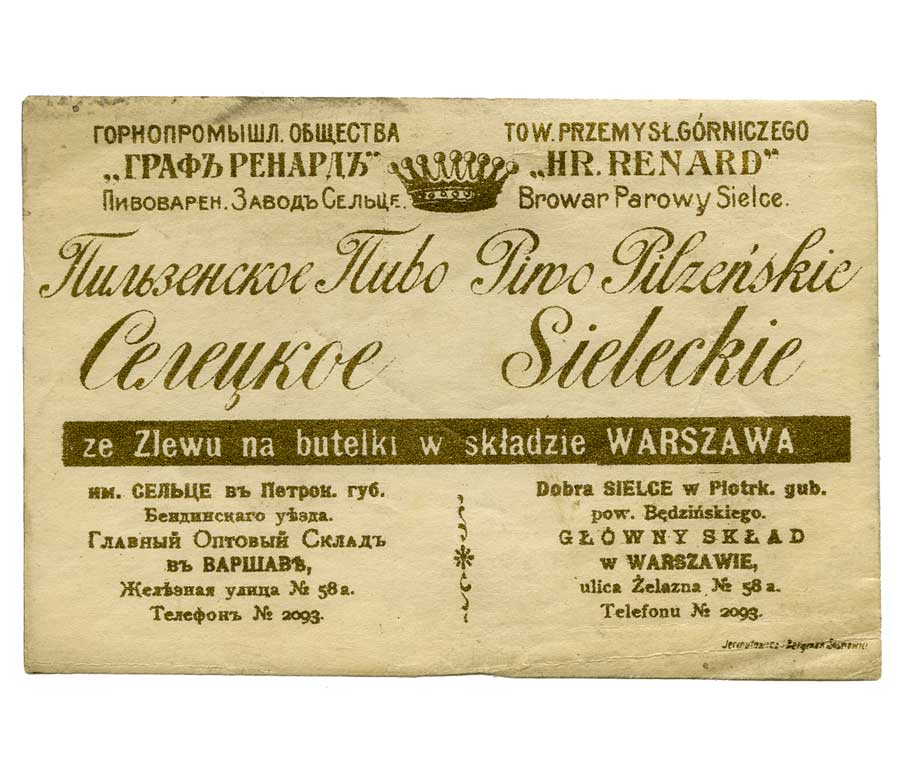 ГОРНОПРОМЫШЛ. ОБЩЕСТВА
„ГРАФЪ РЕНАРДЪ“
ПИВОВАРЕН. ЗАВОДЪ СЕЛЬЦЕ.
TOW. PRZEMYSŁ.GÓRNICZEGO
„HR. RENARD”
Browar Parowy Sielce.
Пильзенское Пиво
Селецкое
Piwo Pilzeńskie
Sieleckie
ze Zlewu na butelki w składzie WARSZAWA
им. СЕЛЬЦЕ въ Петрок. губ.
Бендинскаго уѣзда.
ГЛАВНЫЙ ОПТОВЫЙ СКЛАДЪ
въ ВАРШАВѢ,
Желѣзная улица № 58 а.
Телефонъ № 2093.
Dobra SIELCE w Piotrk. gub.
pow. Będzińskiego.
GŁÓWNY SKŁAD
w WARSZAWIE,
ulica Żelazna № 58 a.
Telefonu № 2093.